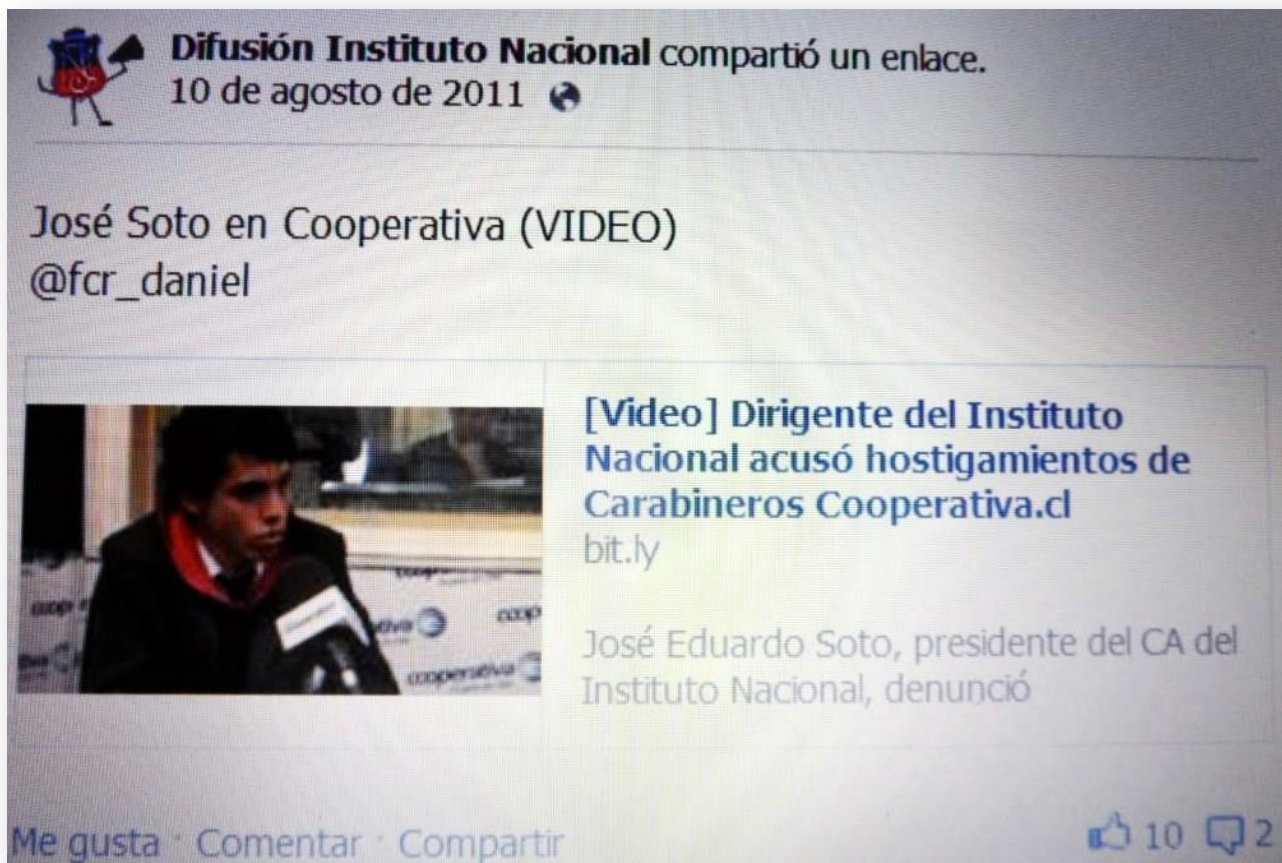 Difusión Instituto Nacional compartió un enlace.
10 de agosto de 2011
José Soto en Cooperativa (VIDEO)
@fcr_daniel
[Video] Dirigente del Instituto
Nacional acusó hostigamientos de
Carabineros Cooperativa.cl
bit.ly
José Eduardo Soto, presidente del CA del
Instituto Nacional, denunció
cooperativa
Me gusta · Comentar · Compartir
10 2